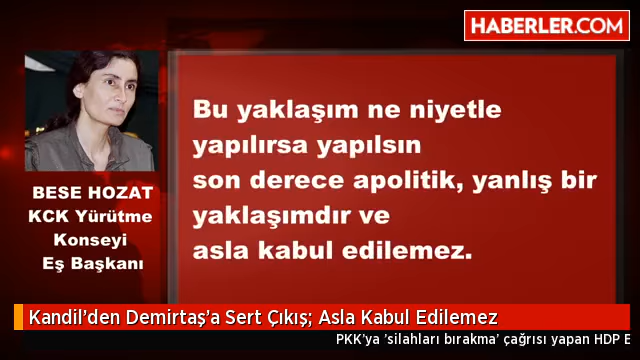 HABERLER.COM
Bu yaklaşım ne niyetle
yapılırsa yapılsın
son derece apolitik, yanlış bir
yaklaşımdır ve
asla kabul edilemez.
BESE HOZAT
KCK Yürütme
Konseyi
Eş Başkanı
Kandil'den Demirtaş'a Sert Çıkış; Asla Kabul Edilemez
PKK'ya 'silahları bırakma' çağrısı yapan HDP E